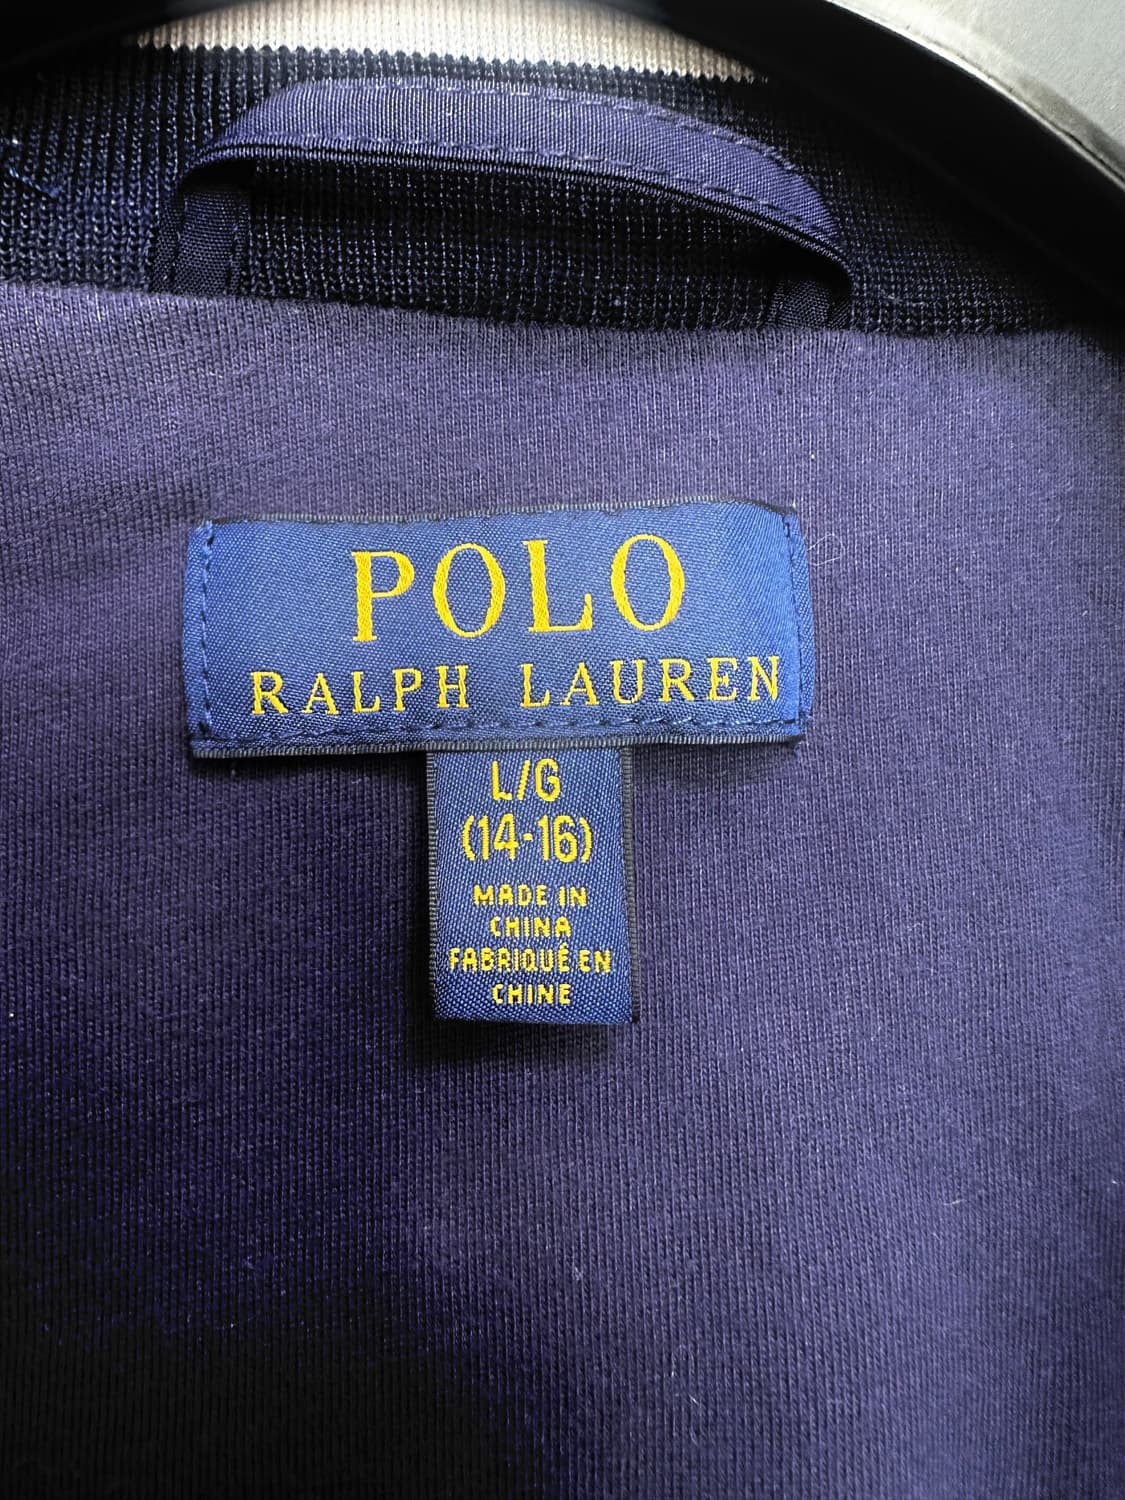 POLO
RALPH LAUREN
L/G
(14-16)
MADE IN
CHINA
FABRIQUÉ EN
CHINE